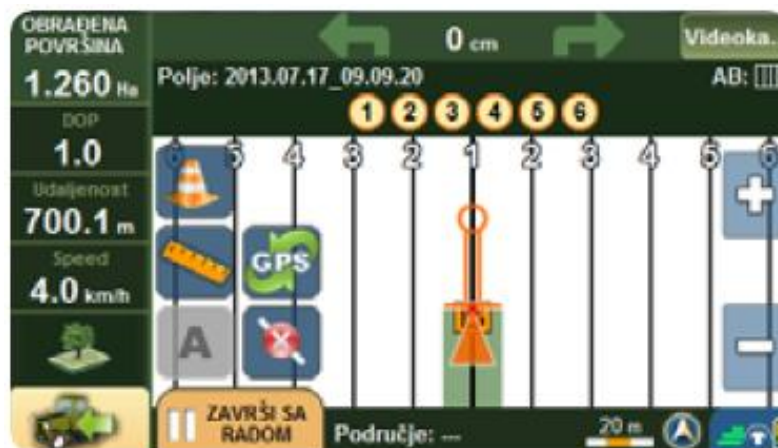 OBRAĐENA
POVRŠINA
1.260 Ha
DOP
1.0
Udaljenost
700.1 m
Speed
4.0 km/h
0 cm
Videoka..
Polje: 2013.07.17_09.09.20
AB:
1 2 3 4 5 6
6 5 4 3 2 1 2 3 4 5 6
GPS
A
ZAVRŠI SA
RADOM
Područje: ---
20 m